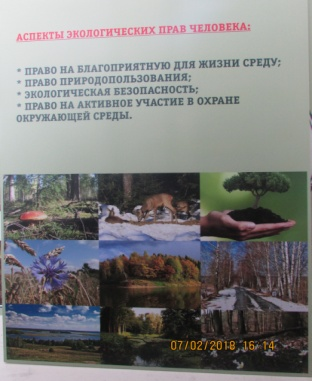 АСПЕКТЫ ЭКОЛОГИЧЕСКИХ ПРАВ ЧЕЛОВЕКА:
* ПРАВО НА БЛАГОПРИЯТНУЮ ДЛЯ ЖИЗНИ СРЕДУ;
* ПРАВО ПРИРОДОПОЛЬЗОВАНИЯ;
* ЭКОЛОГИЧЕСКАЯ БЕЗОПАСНОСТЬ;
* ПРАВО НА АКТИВНОЕ УЧАСТИЕ В ОХРАНЕ
ОКРУЖАЮЩЕЙ СРЕДЫ.
07/02/2018 16:14